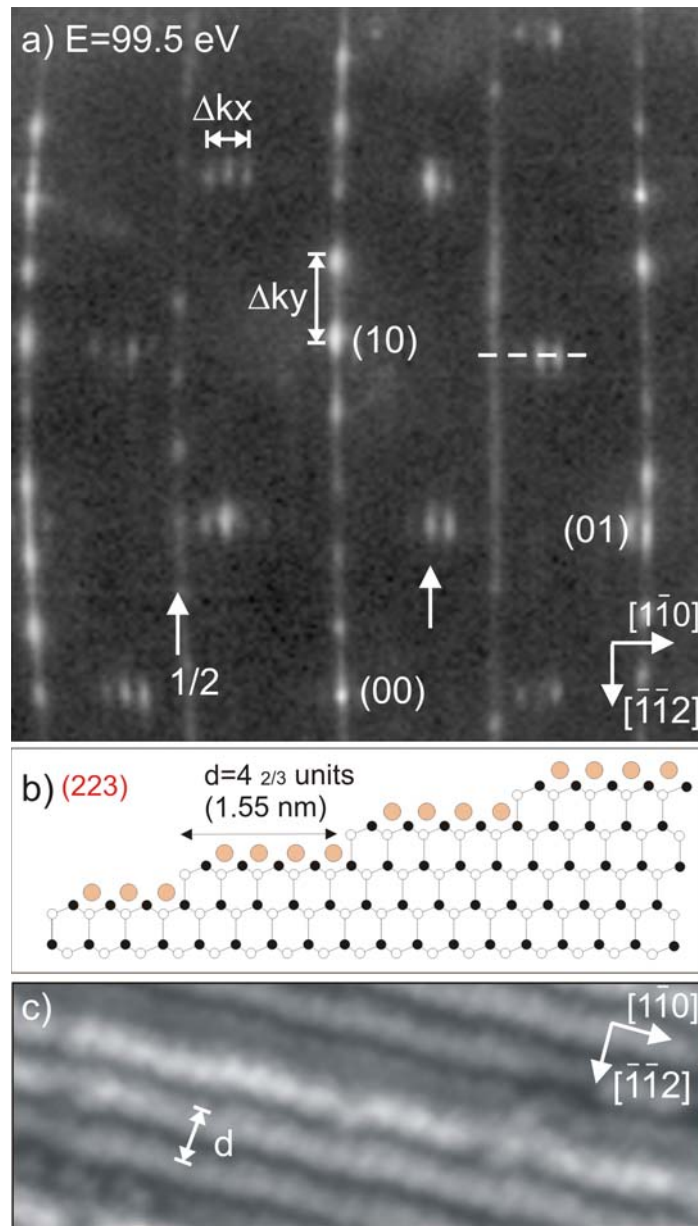 a) E=99.5 eV
Δkx
Δky
(10)
(01)
1/2
(00)
[11̅0]
[1̅1̅2]
b) (223)
d=4 2/3 units
(1.55 nm)
c)
[11̅0]
[1̅1̅2]
d